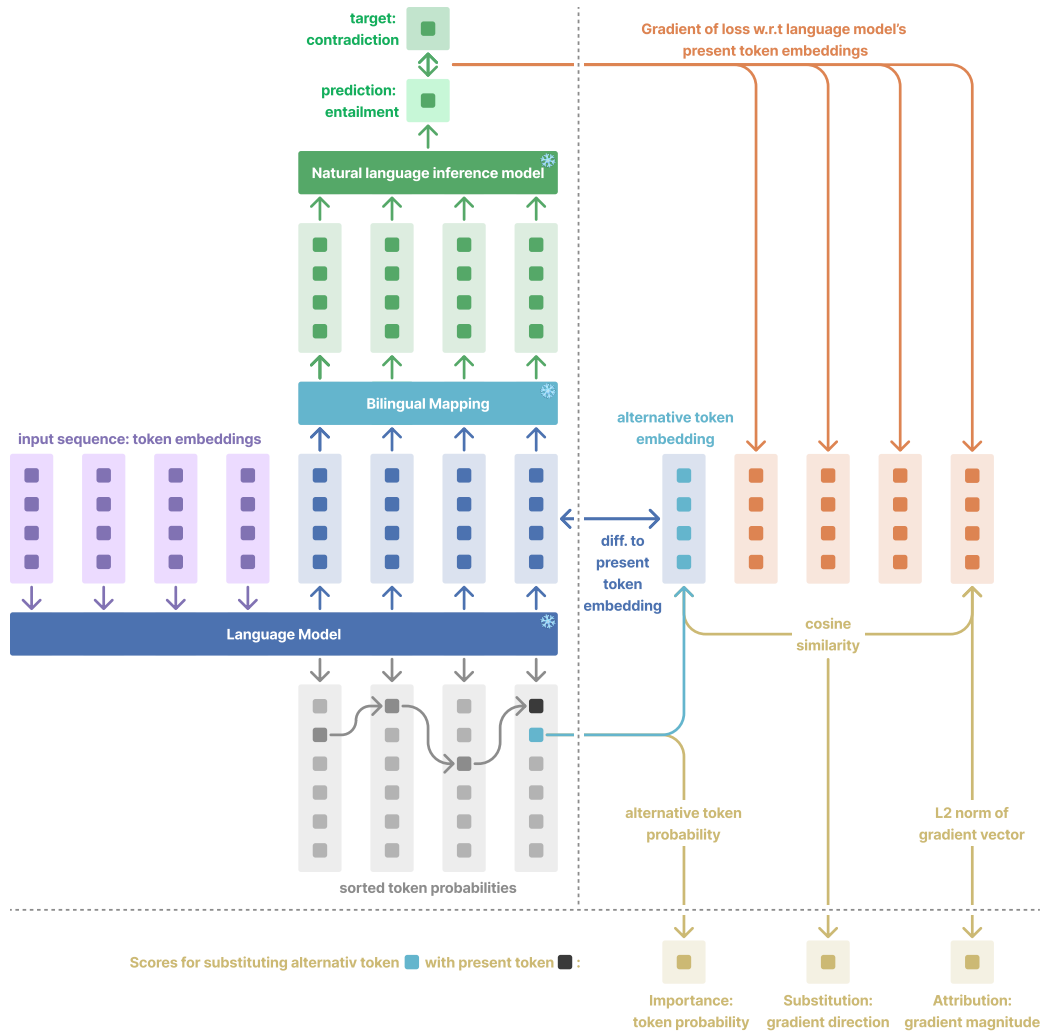 target:
contradiction
Gradient of loss w.r.t language model's
present token embeddings
prediction:
entailment
Natural language inference model
Bilingual Mapping
input sequence: token embeddings
alternative token
embedding
diff. to
present
token
embedding
Language Model
cosine
similarity
alternative token
probability
L2 norm of
gradient vector
sorted token probabilities
Scores for substituting alternativ token with present token :
Importance:
token probability
Substitution:
gradient direction
Attribution:
gradient magnitude